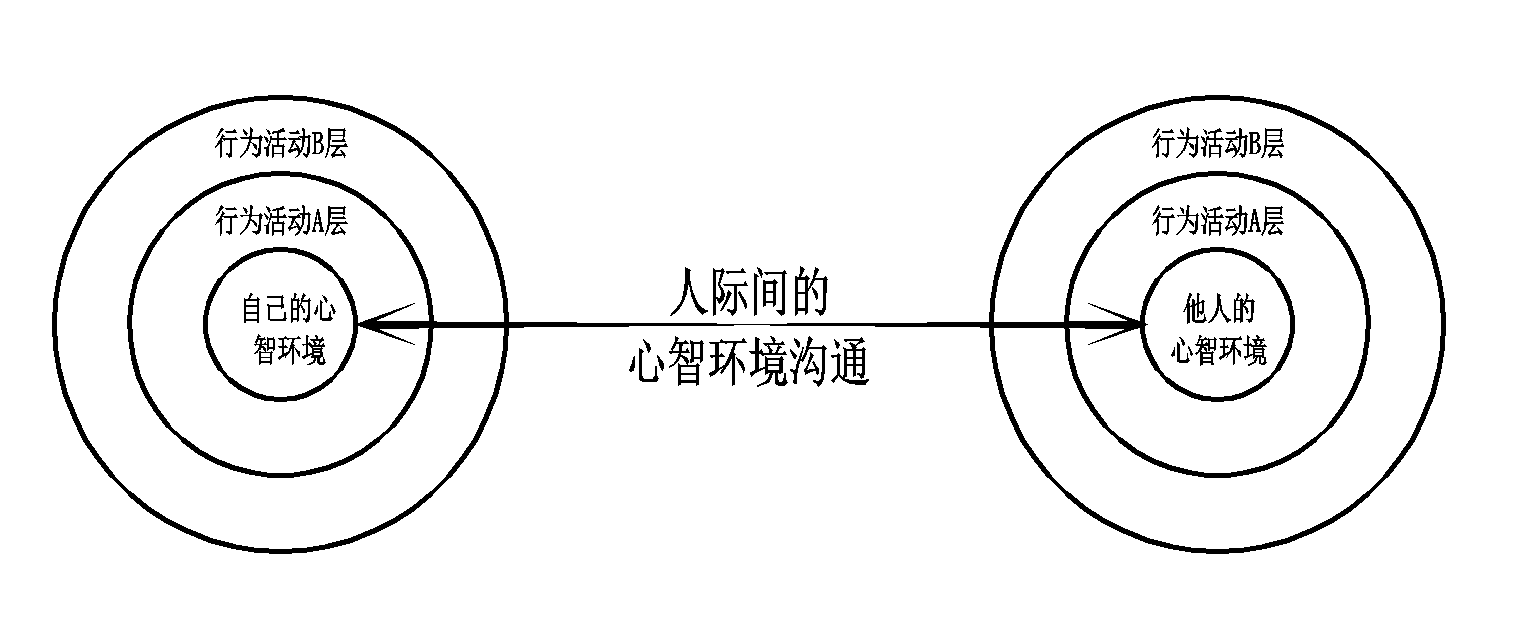 行为活动B层
行为活动A层
自己的心
智环境
人际间的
心智环境沟通
行为活动B层
行为活动A层
他人的
心智环境